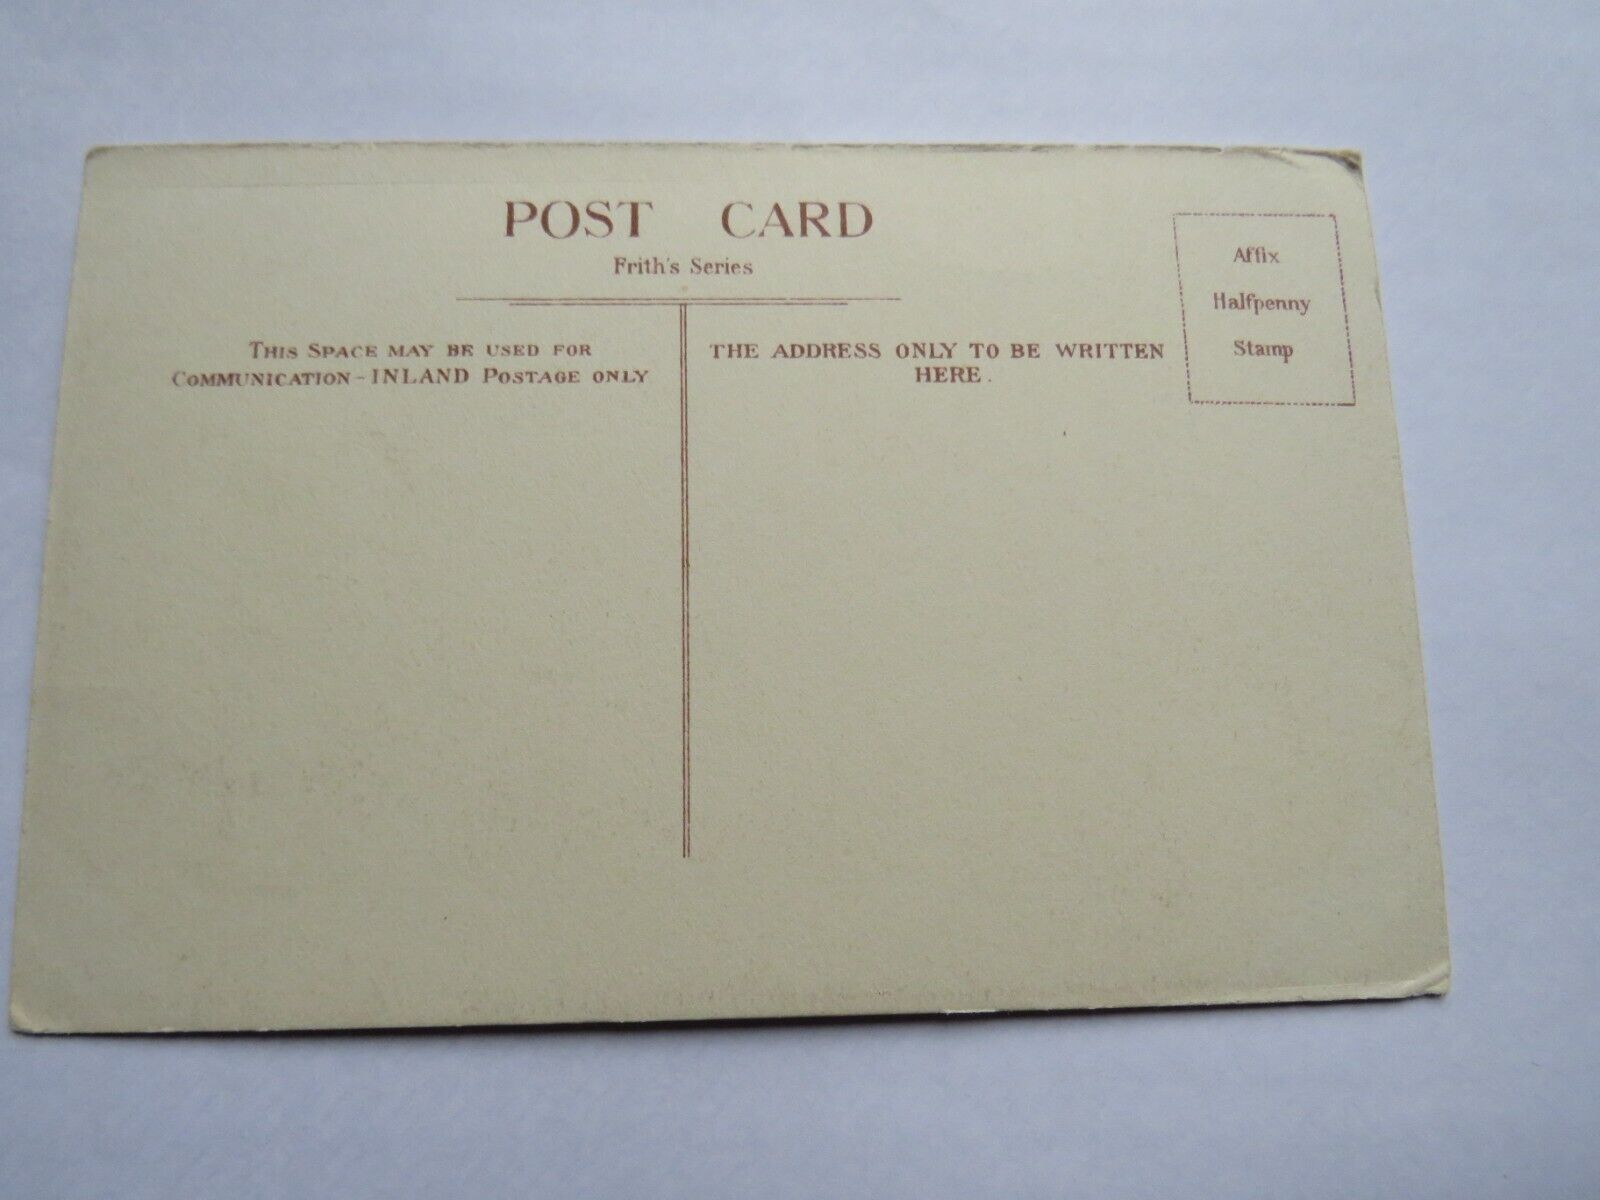 POST CARD
Frith's Series
THIS SPACE MAY BE USED FOR
COMMUNICATION - INLAND POSTAGE ONLY
THE ADDRESS ONLY TO BE WRITTEN
HERE.
Affix
Halfpenny
Stamp